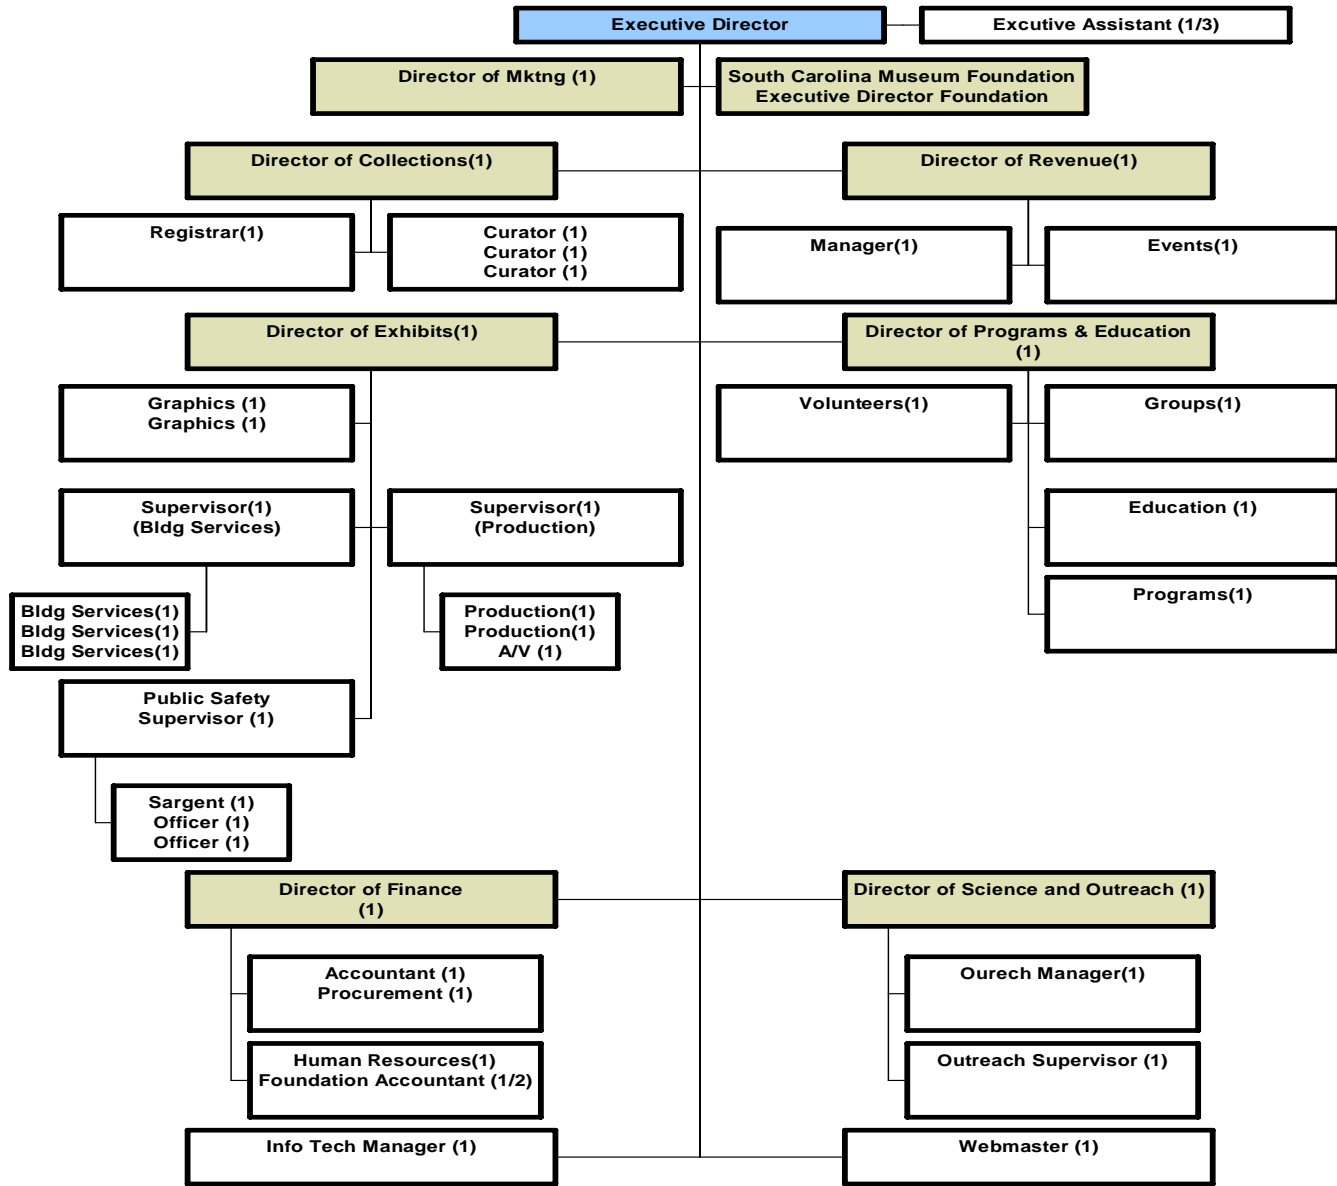 Executive Director
Excutive Assistant (1/3)
Director of Mktng (1)
South Carolina Museum Foundation
Executive Director Foundation
Director of Collections(1)
Director of Revenue(1)
Registrar(1)
Curator (1)
Curator (1)
Curator (1)
Manager(1)
Events(1)
Director of Exhibits(1)
Director of Programs & Education
(1)
Graphics (1)
Graphics (1)
Volunteers(1)
Groups(1)
Supervisor(1)
(Bldg Services)
Supervisor(1)
(Production)
Education (1)
Bldg Services(1)
Bldg Services(1)
Bldg Services(1)
Production(1)
Production(1)
A/V (1)
Programs(1)
Public Safety
Supervisor (1)
Sargent (1)
Officer (1)
Officer (1)
Director of Finance
(1)
Director of Science and Outreach (1)
Accountant (1)
Procurement (1)
Ourech Manager(1)
Human Resources(1)
Foundation Accountant (1/2)
Outreach Supervisor (1)
Info Tech Manager (1)
Webmaster (1)